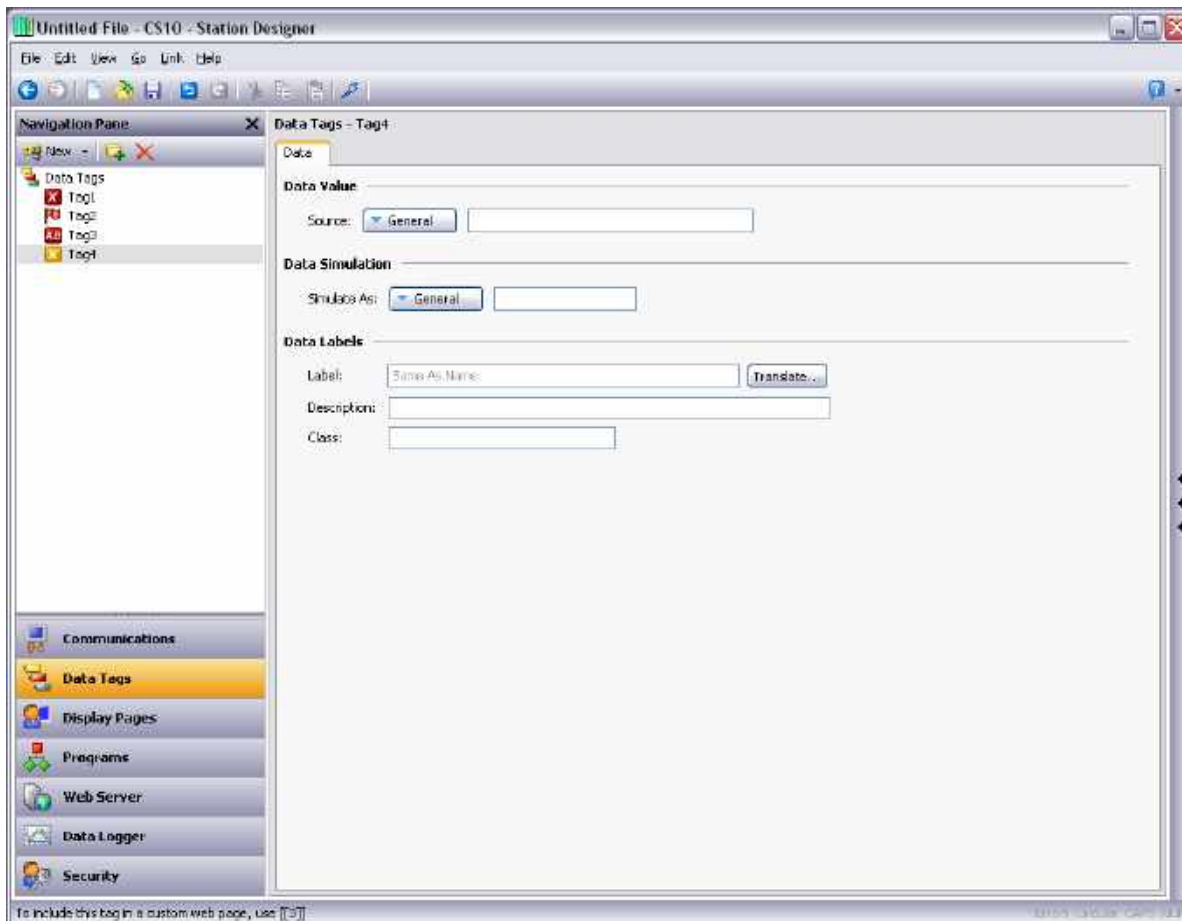 Untitled File - CS10 - Station Designer
File Edit View Go Link Help
Navigation Pane
Data Tags - Tag4
New
Data
Data Tags
Tag1
Tag2
Tag3
Tag4
Data Value
Source: General
Data Simulation
Simulate As: General
Data Labels
Label: Same As Name Translate...
Description:
Class:
Communications
Data Tags
Display Pages
Programs
Web Server
Data Logger
Security
To include this tag in a custom web page, use [[3]]